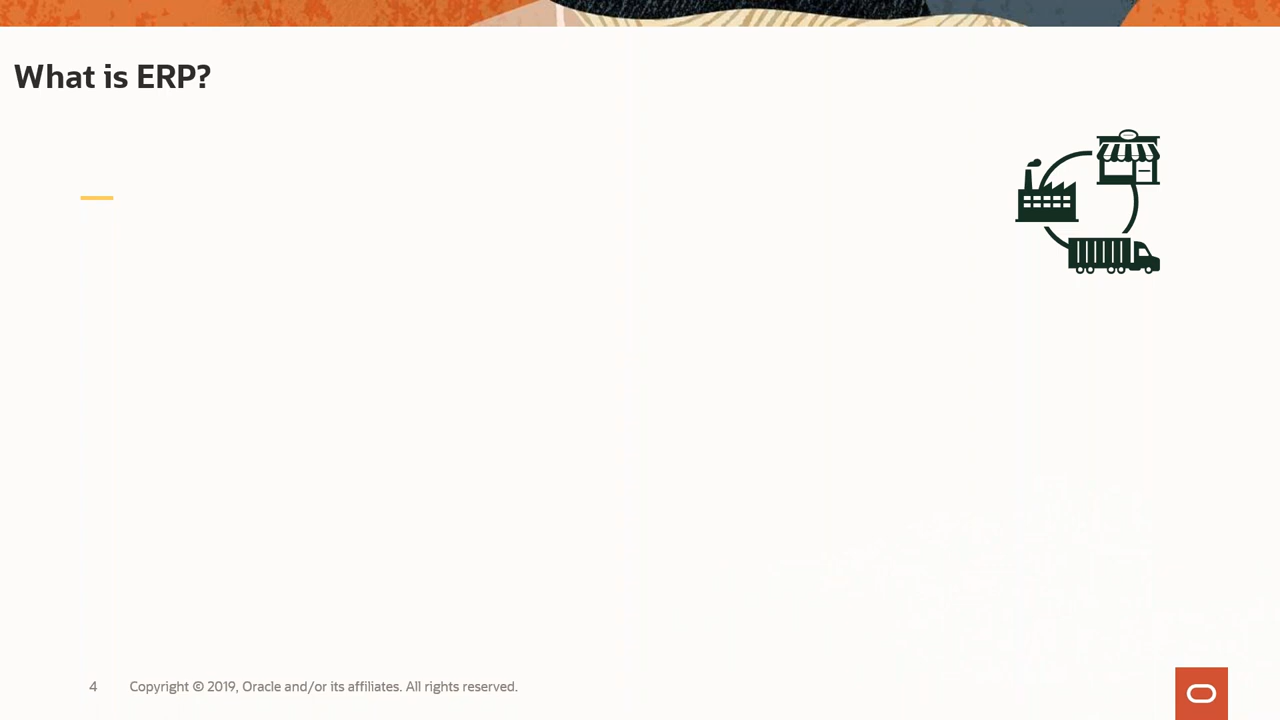 What is ERP?
4 Copyright © 2019, Oracle and/or its affiliates. All rights reserved.